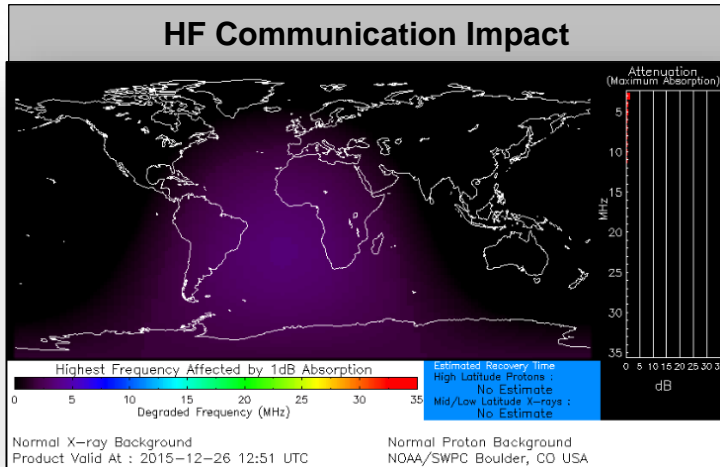 HF Communication Impact
Attenuation
(Maximum Absorption)
5
10
15
20
25
30
35
MHz
0 5 10 15 20 25 30 35
dB
Highest Frequency Affected by 1dB Absorption
0 5 10 15 20 25 30 35
Degraded Frequency (MHz)
Estimated Recovery Time
High Latitude Protons :
No Estimate
Mid/Low Latitude X-rays :
No Estimate
Normal X-ray Background
Product Valid At : 2015-12-26 12:51 UTC
Normal Proton Background
NOAA/SWPC Boulder, CO USA